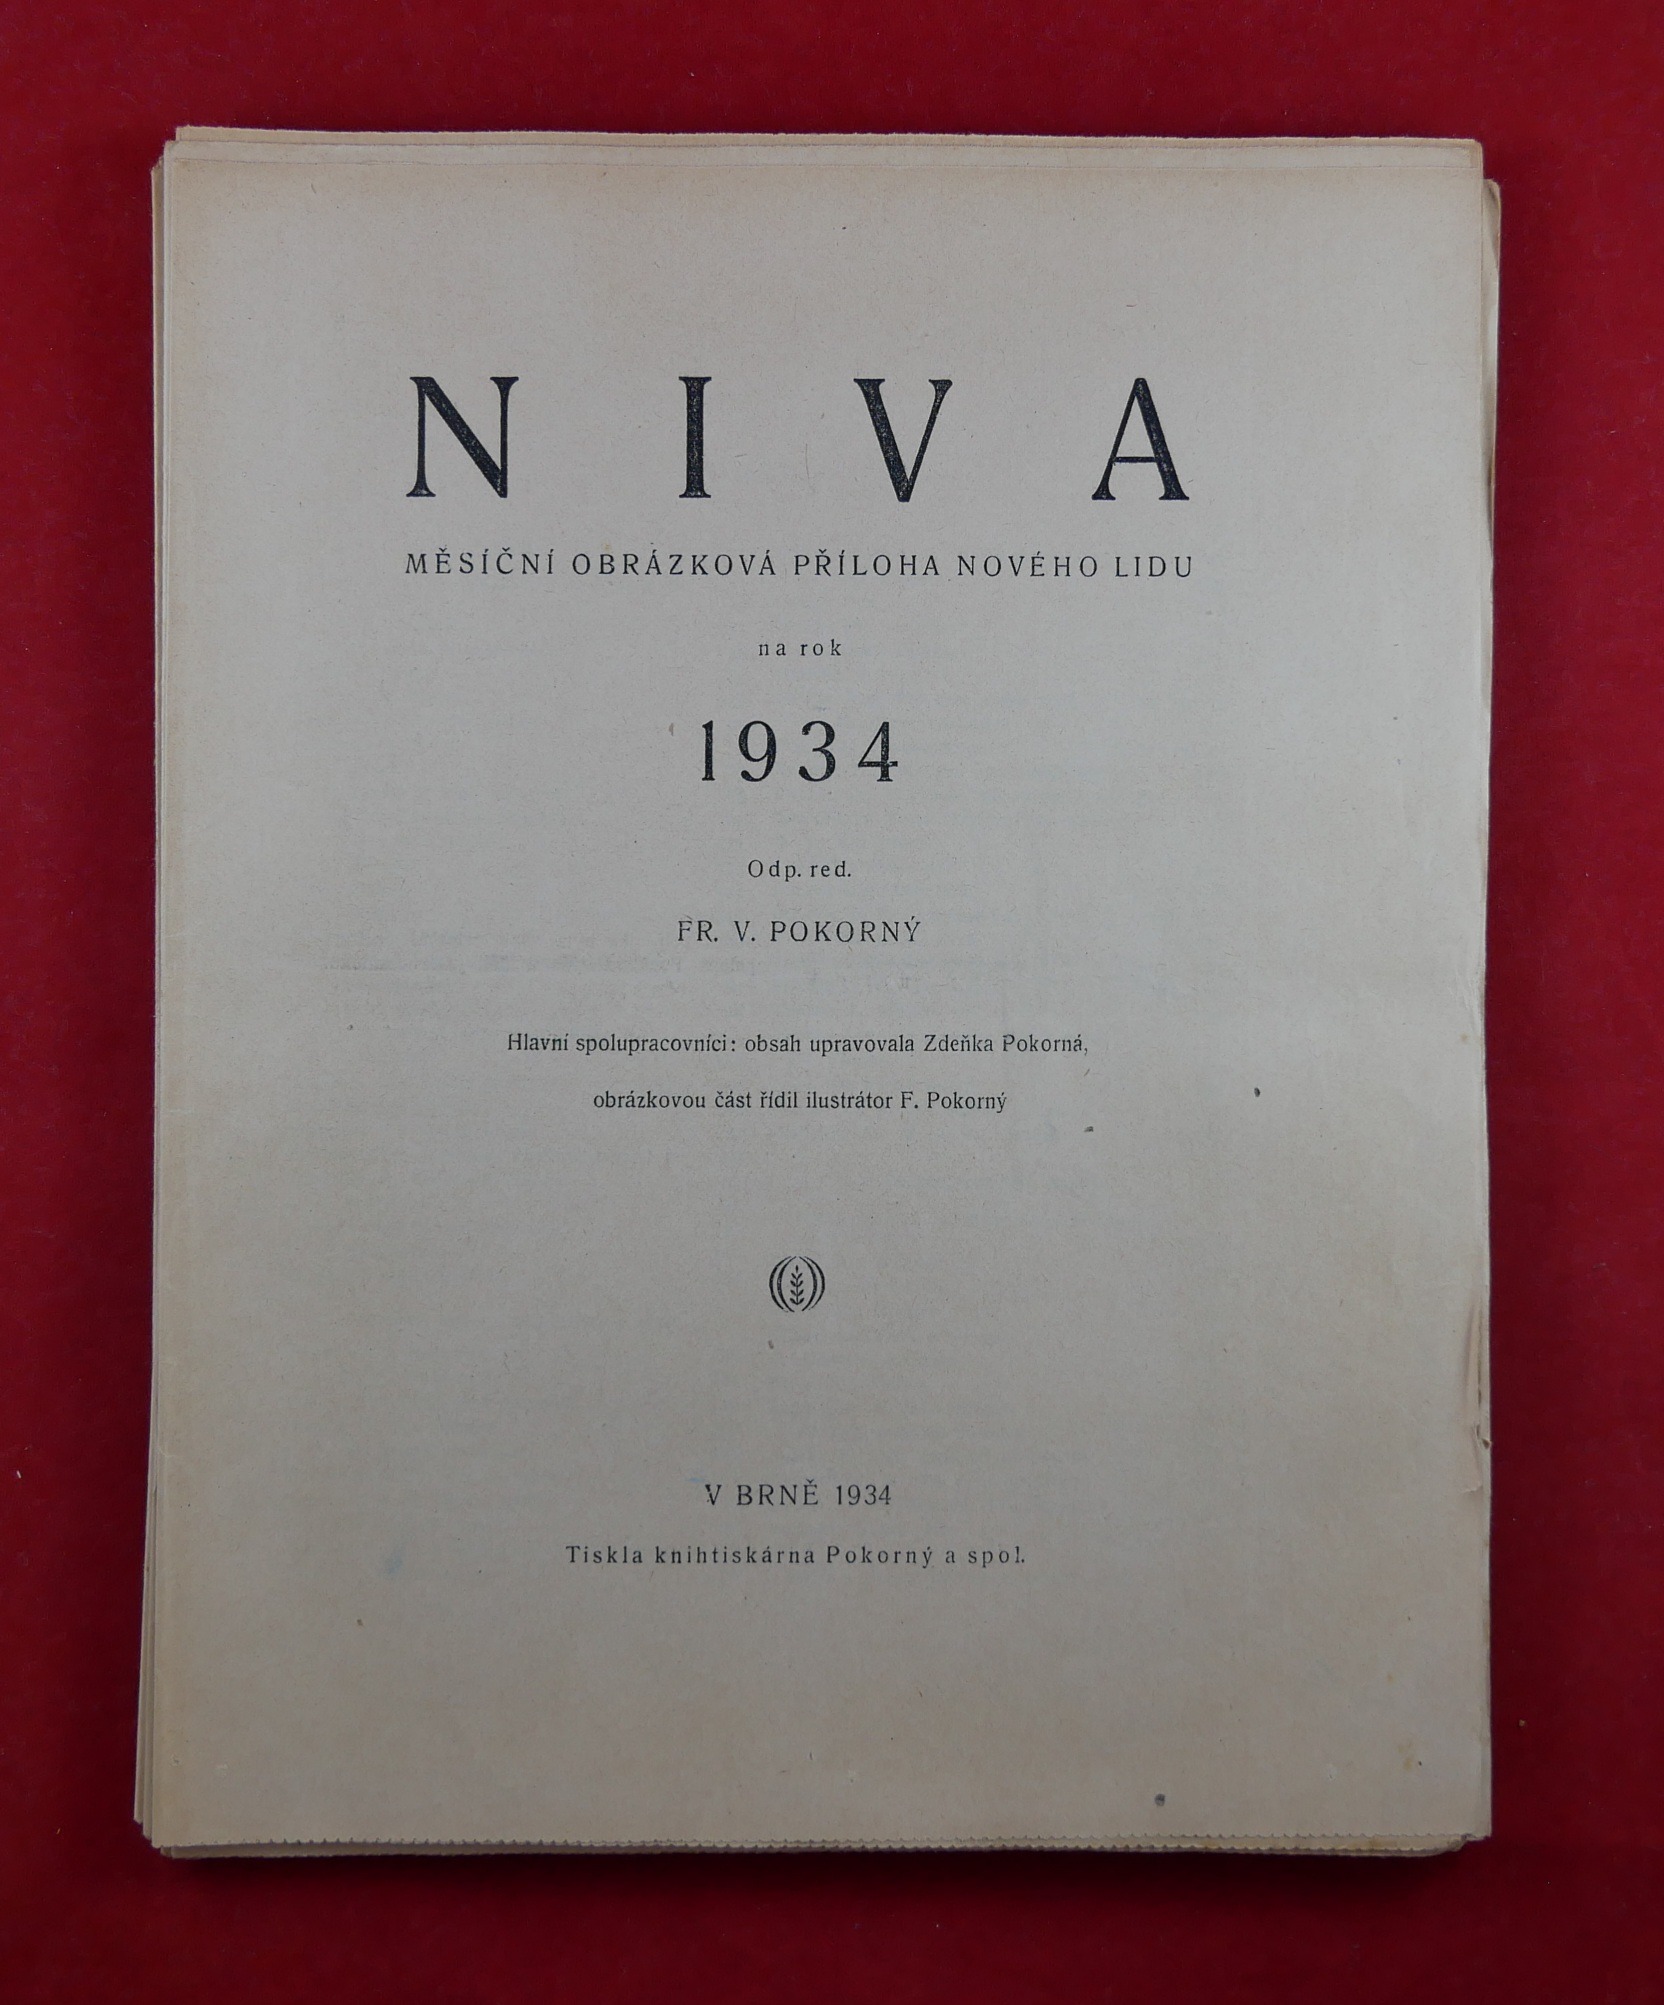 NIVA
MĚSÍČNÍ OBRÁZKOVÁ PŘÍLOHA NOVÉHO LIDU
na rok
1934
Odp. red.
FR. V. POKORNÝ
Hlavní spolupracovníci: obsah upravovala Zdeňka Pokorná,
obrázkovou část řídil ilustrátor F. Pokorný
V BRNĚ 1934
Tiskla knihtiskárna Pokorný a spol.